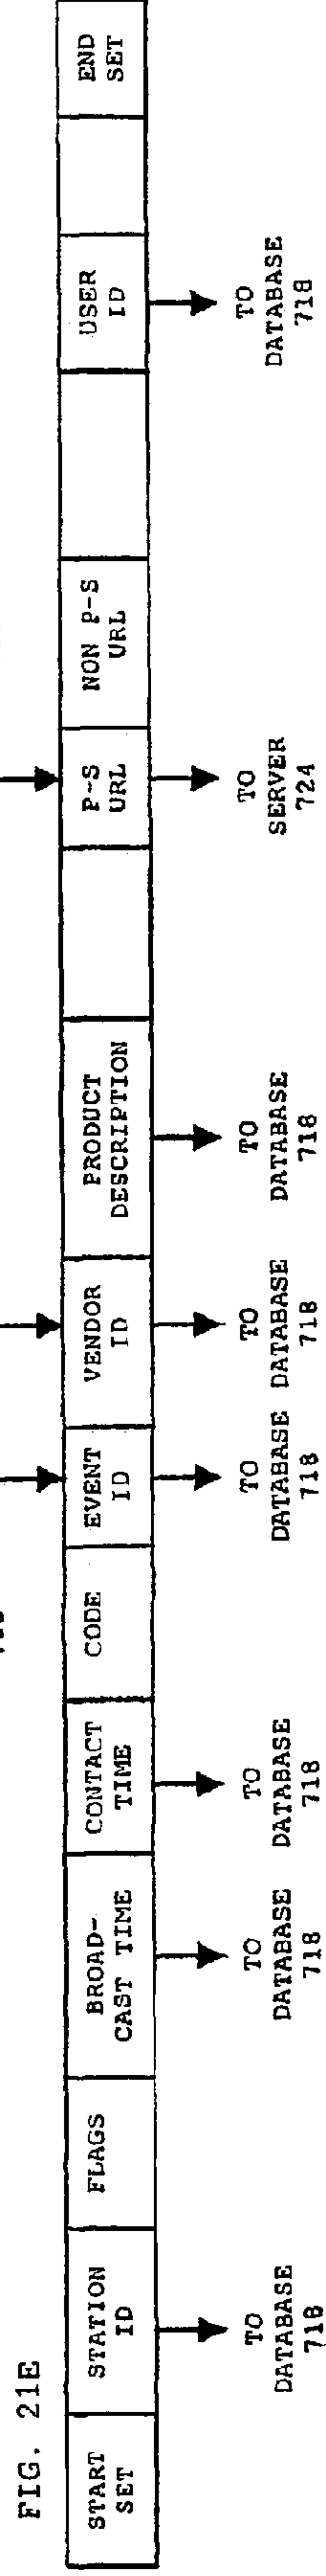 FIG. 21E
START
SET
STATION
ID
FLAGS
BROAD-
CAST TIME
CONTACT
TIME
CODE
EVENT
ID
VENDOR
ID
PRODUCT
DESCRIPTION
P-S
URL
NON P-S
URL
USER
ID
END
SET
TO
DATABASE
718
TO
DATABASE
718
TO
DATABASE
718
TO
DATABASE
718
TO
DATABASE
718
TO
DATABASE
718
TO
SERVER
724
TO
DATABASE
718